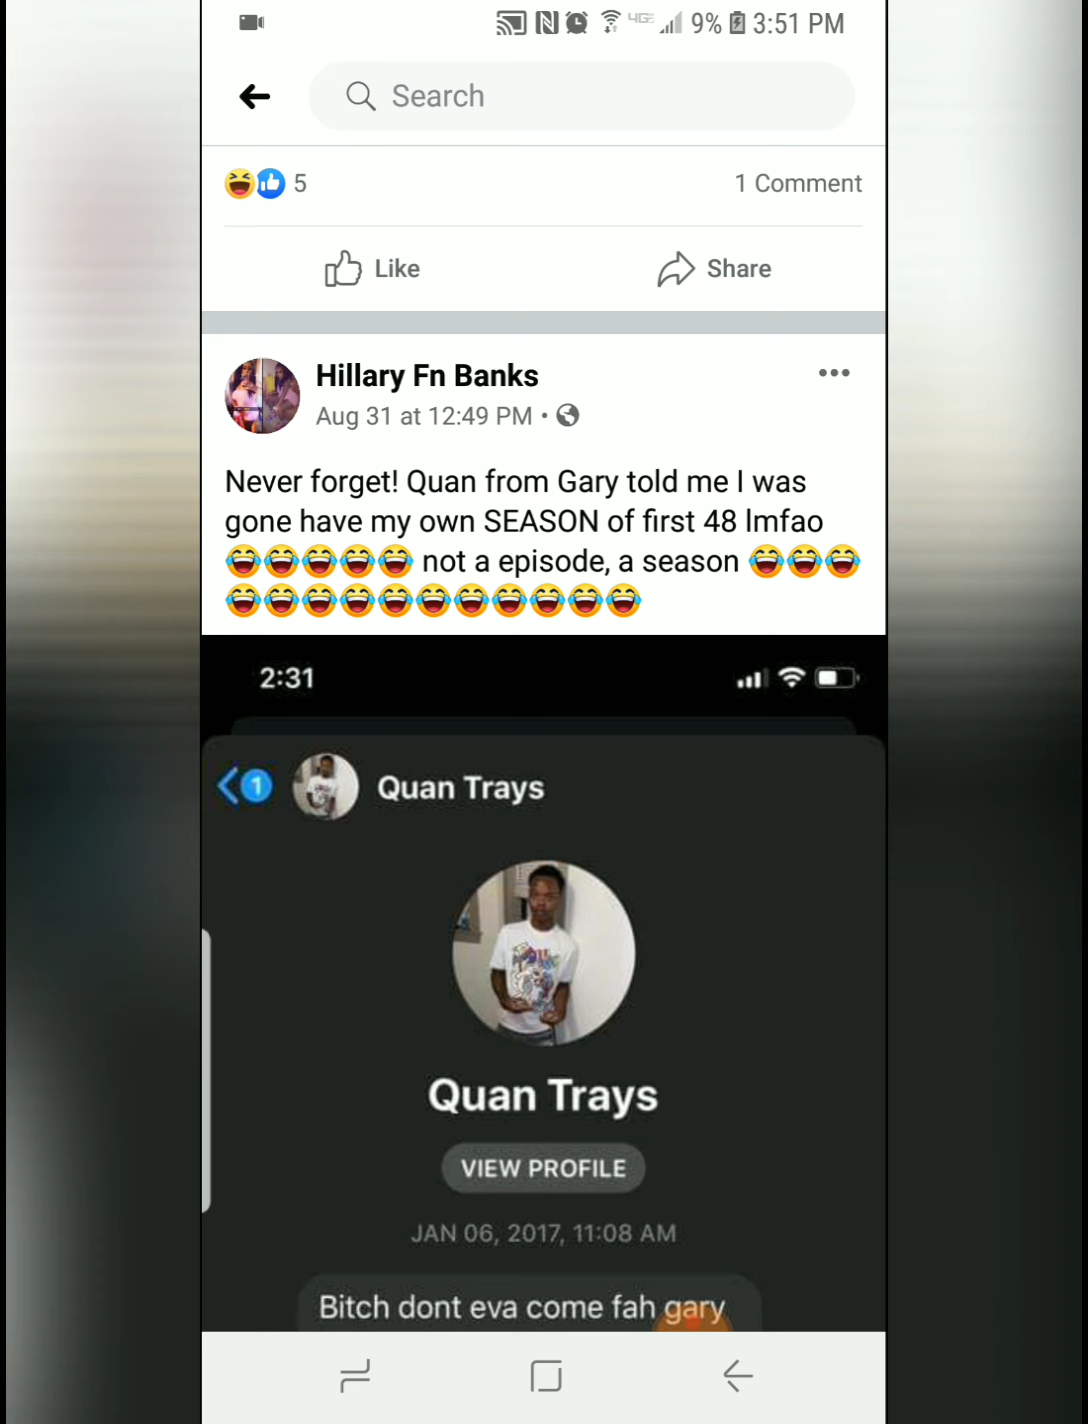 9% 3:51 PM
Search
5 1 Comment
Like Share
Hillary Fn Banks
Aug 31 at 12:49 PM
Never forget! Quan from Gary told me I was
gone have my own SEASON of first 48 lmfao
😂😂😂😂😂 not a episode, a season 😂😂😂
😂😂😂😂😂😂😂😂😂😂😂
2:31
1 Quan Trays
Quan Trays
VIEW PROFILE
JAN 06, 2017, 11:08 AM
Bitch dont eva come fah gary